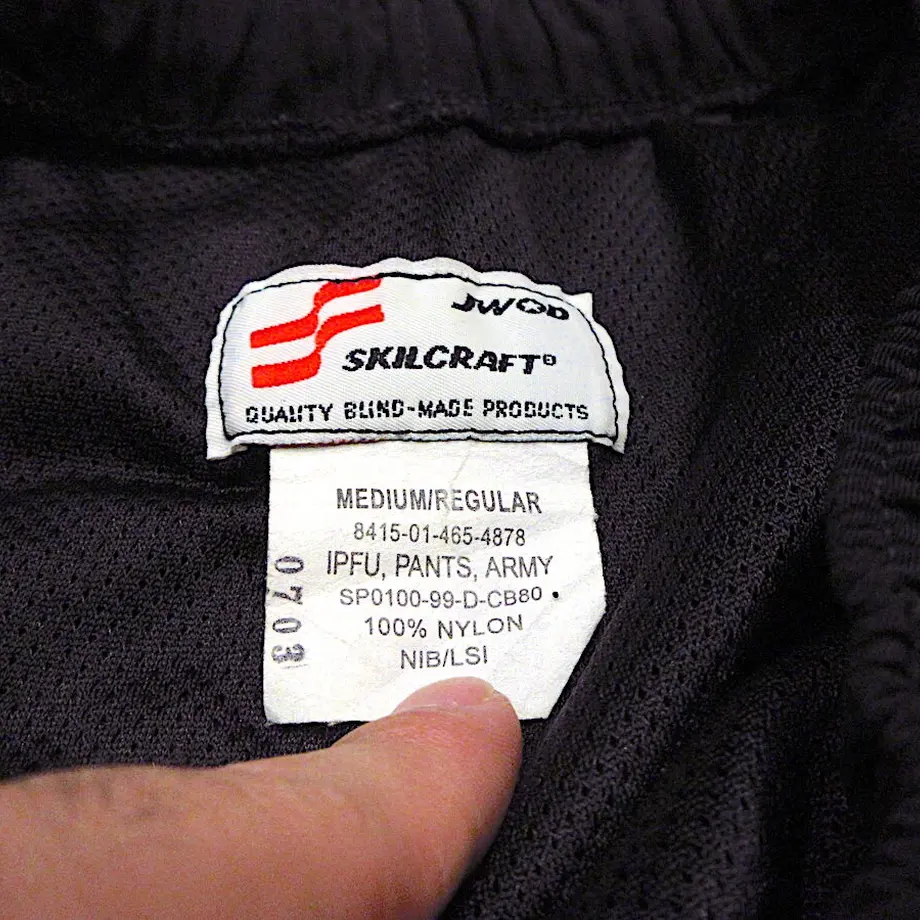 JWOD
SKILCRAFT®
QUALITY BLIND-MADE PRODUCTS
MEDIUM/REGULAR
8415-01-465-4878
IPFU, PANTS, ARMY
SP0100-99-D-CB80
100% NYLON
NIB/LSI
0703